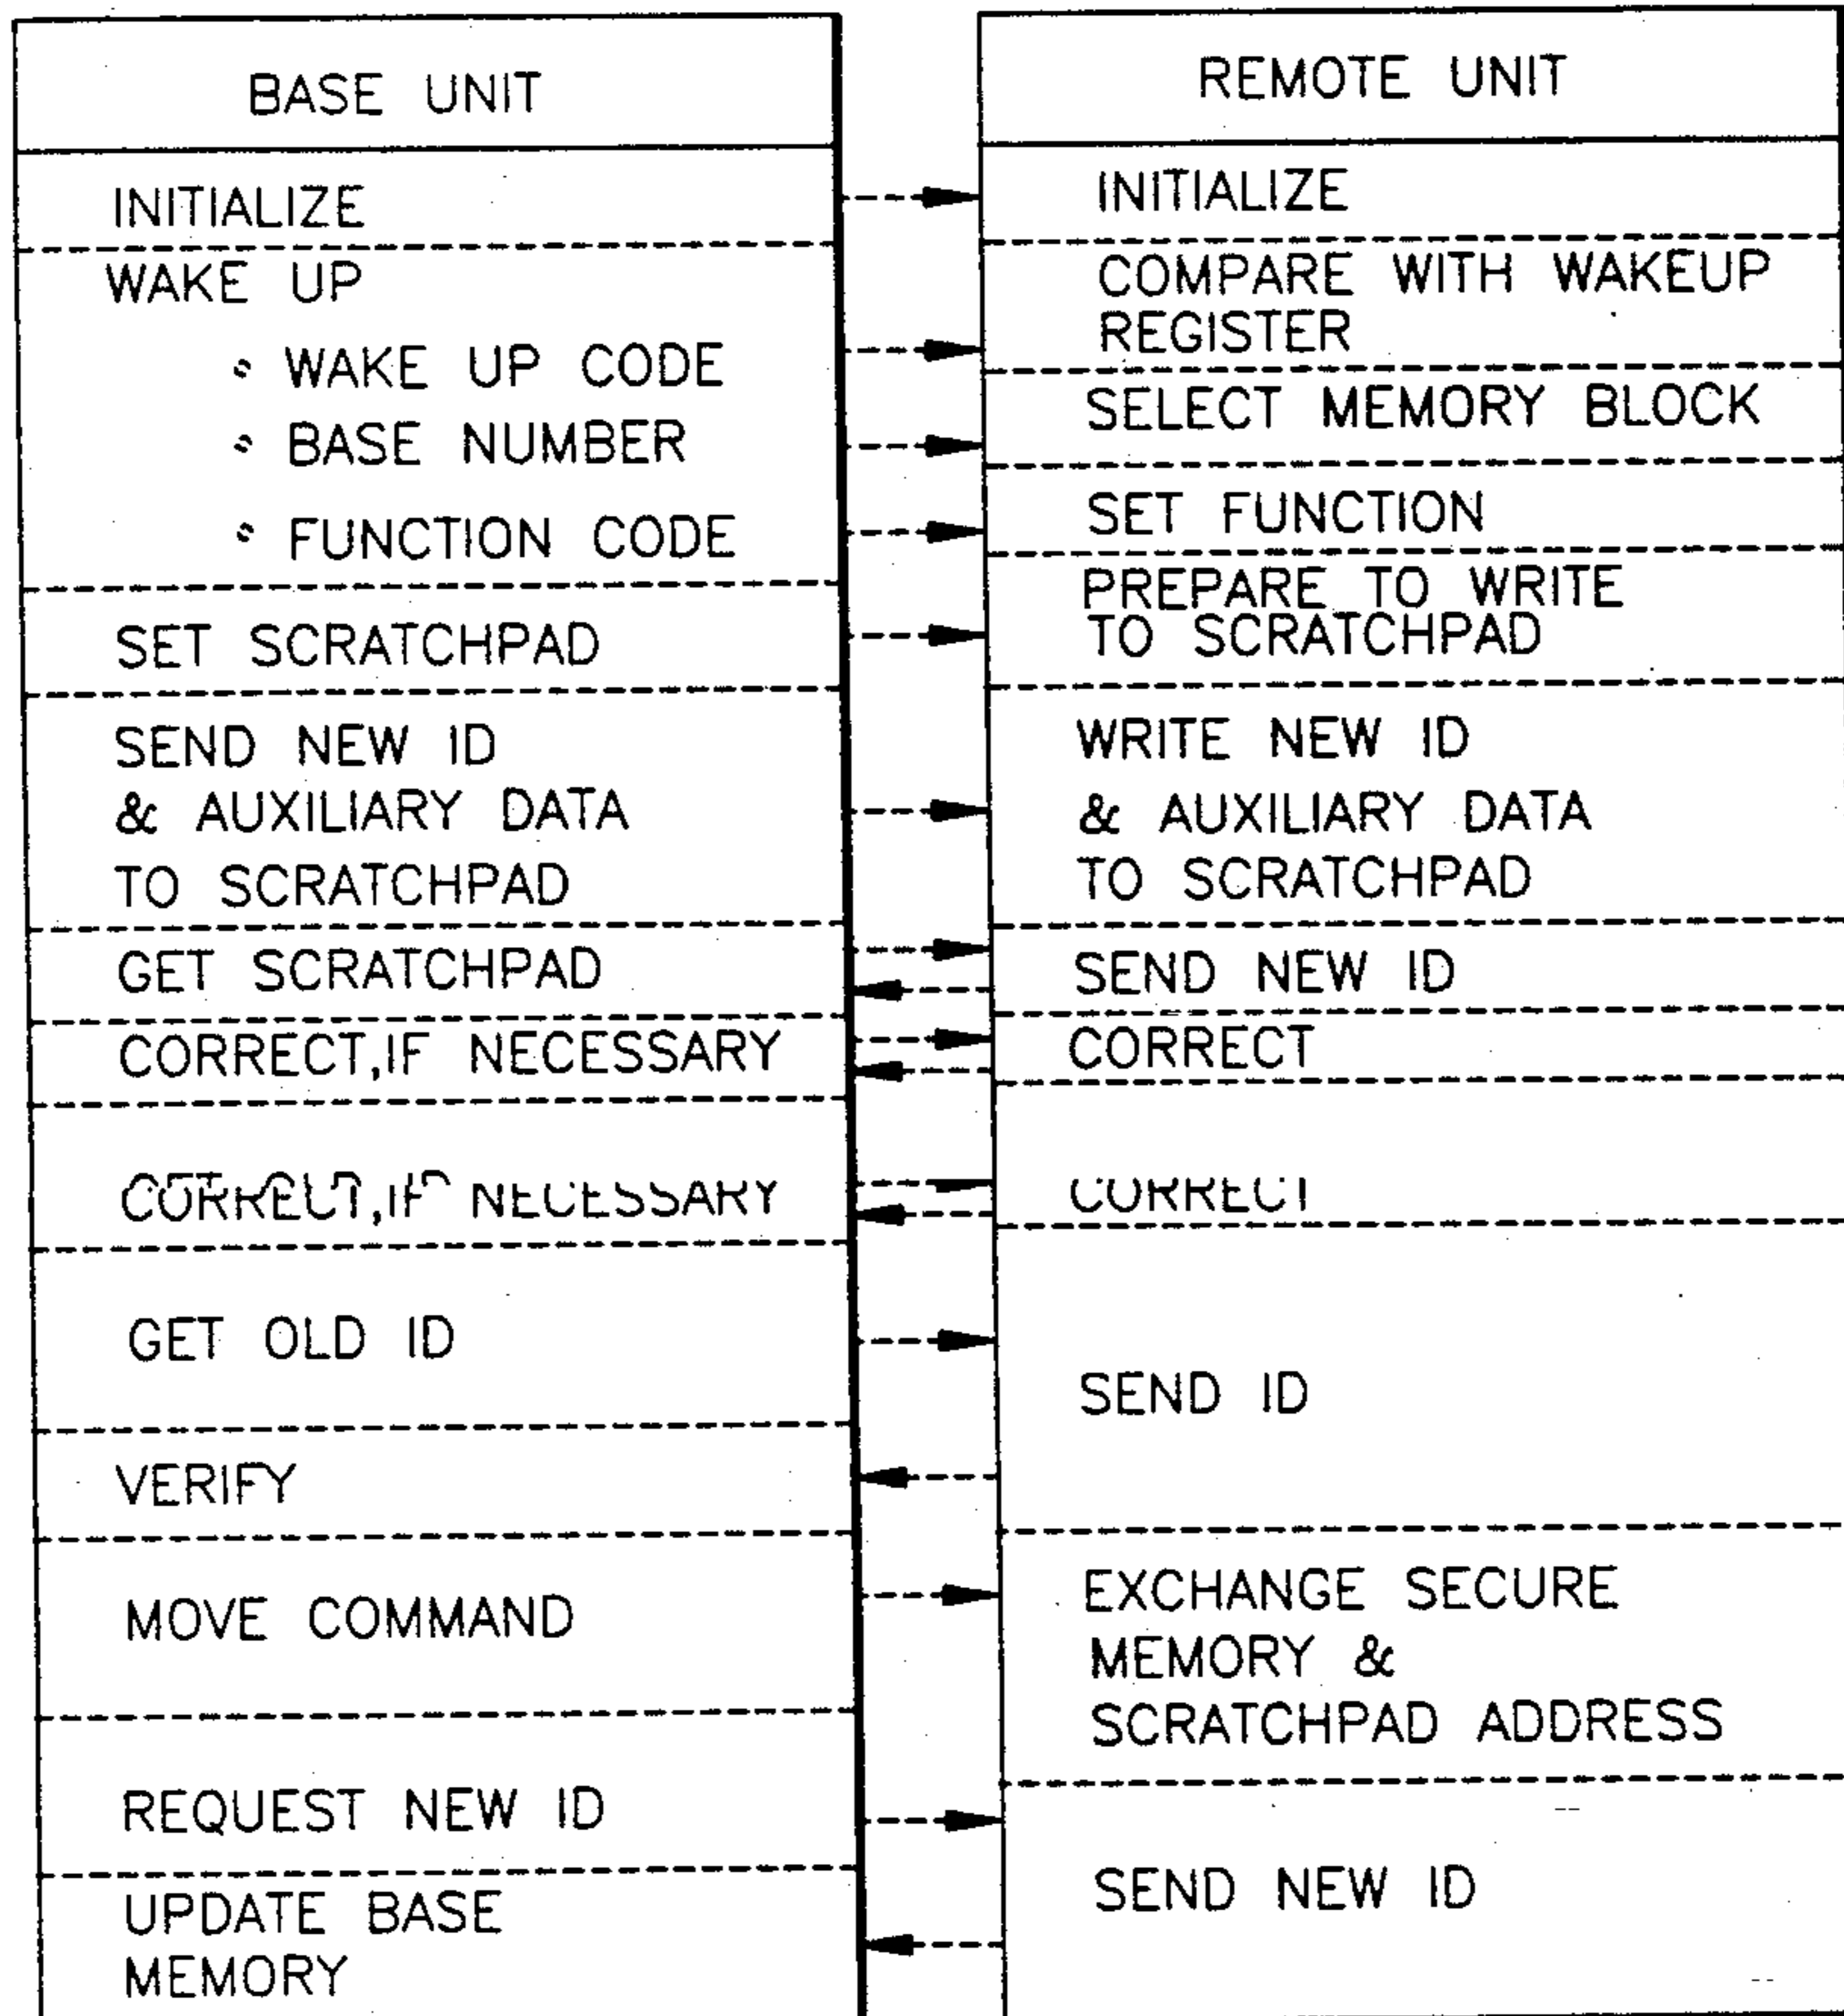 BASE UNIT
INITIALIZE
WAKE UP
• WAKE UP CODE
• BASE NUMBER
• FUNCTION CODE
SET SCRATCHPAD
SEND NEW ID
& AUXILIARY DATA
TO SCRATCHPAD
GET SCRATCHPAD
CORRECT,IF NECESSARY
CORRECT,IF NECESSARY
GET OLD ID
VERIFY
MOVE COMMAND
REQUEST NEW ID
UPDATE BASE
MEMORY
REMOTE UNIT
INITIALIZE
COMPARE WITH WAKEUP
REGISTER
SELECT MEMORY BLOCK
SET FUNCTION
PREPARE TO WRITE
TO SCRATCHPAD
WRITE NEW ID
& AUXILIARY DATA
TO SCRATCHPAD
SEND NEW ID
CORRECT
CORRECT
SEND ID
EXCHANGE SECURE
MEMORY &
SCRATCHPAD ADDRESS
SEND NEW ID